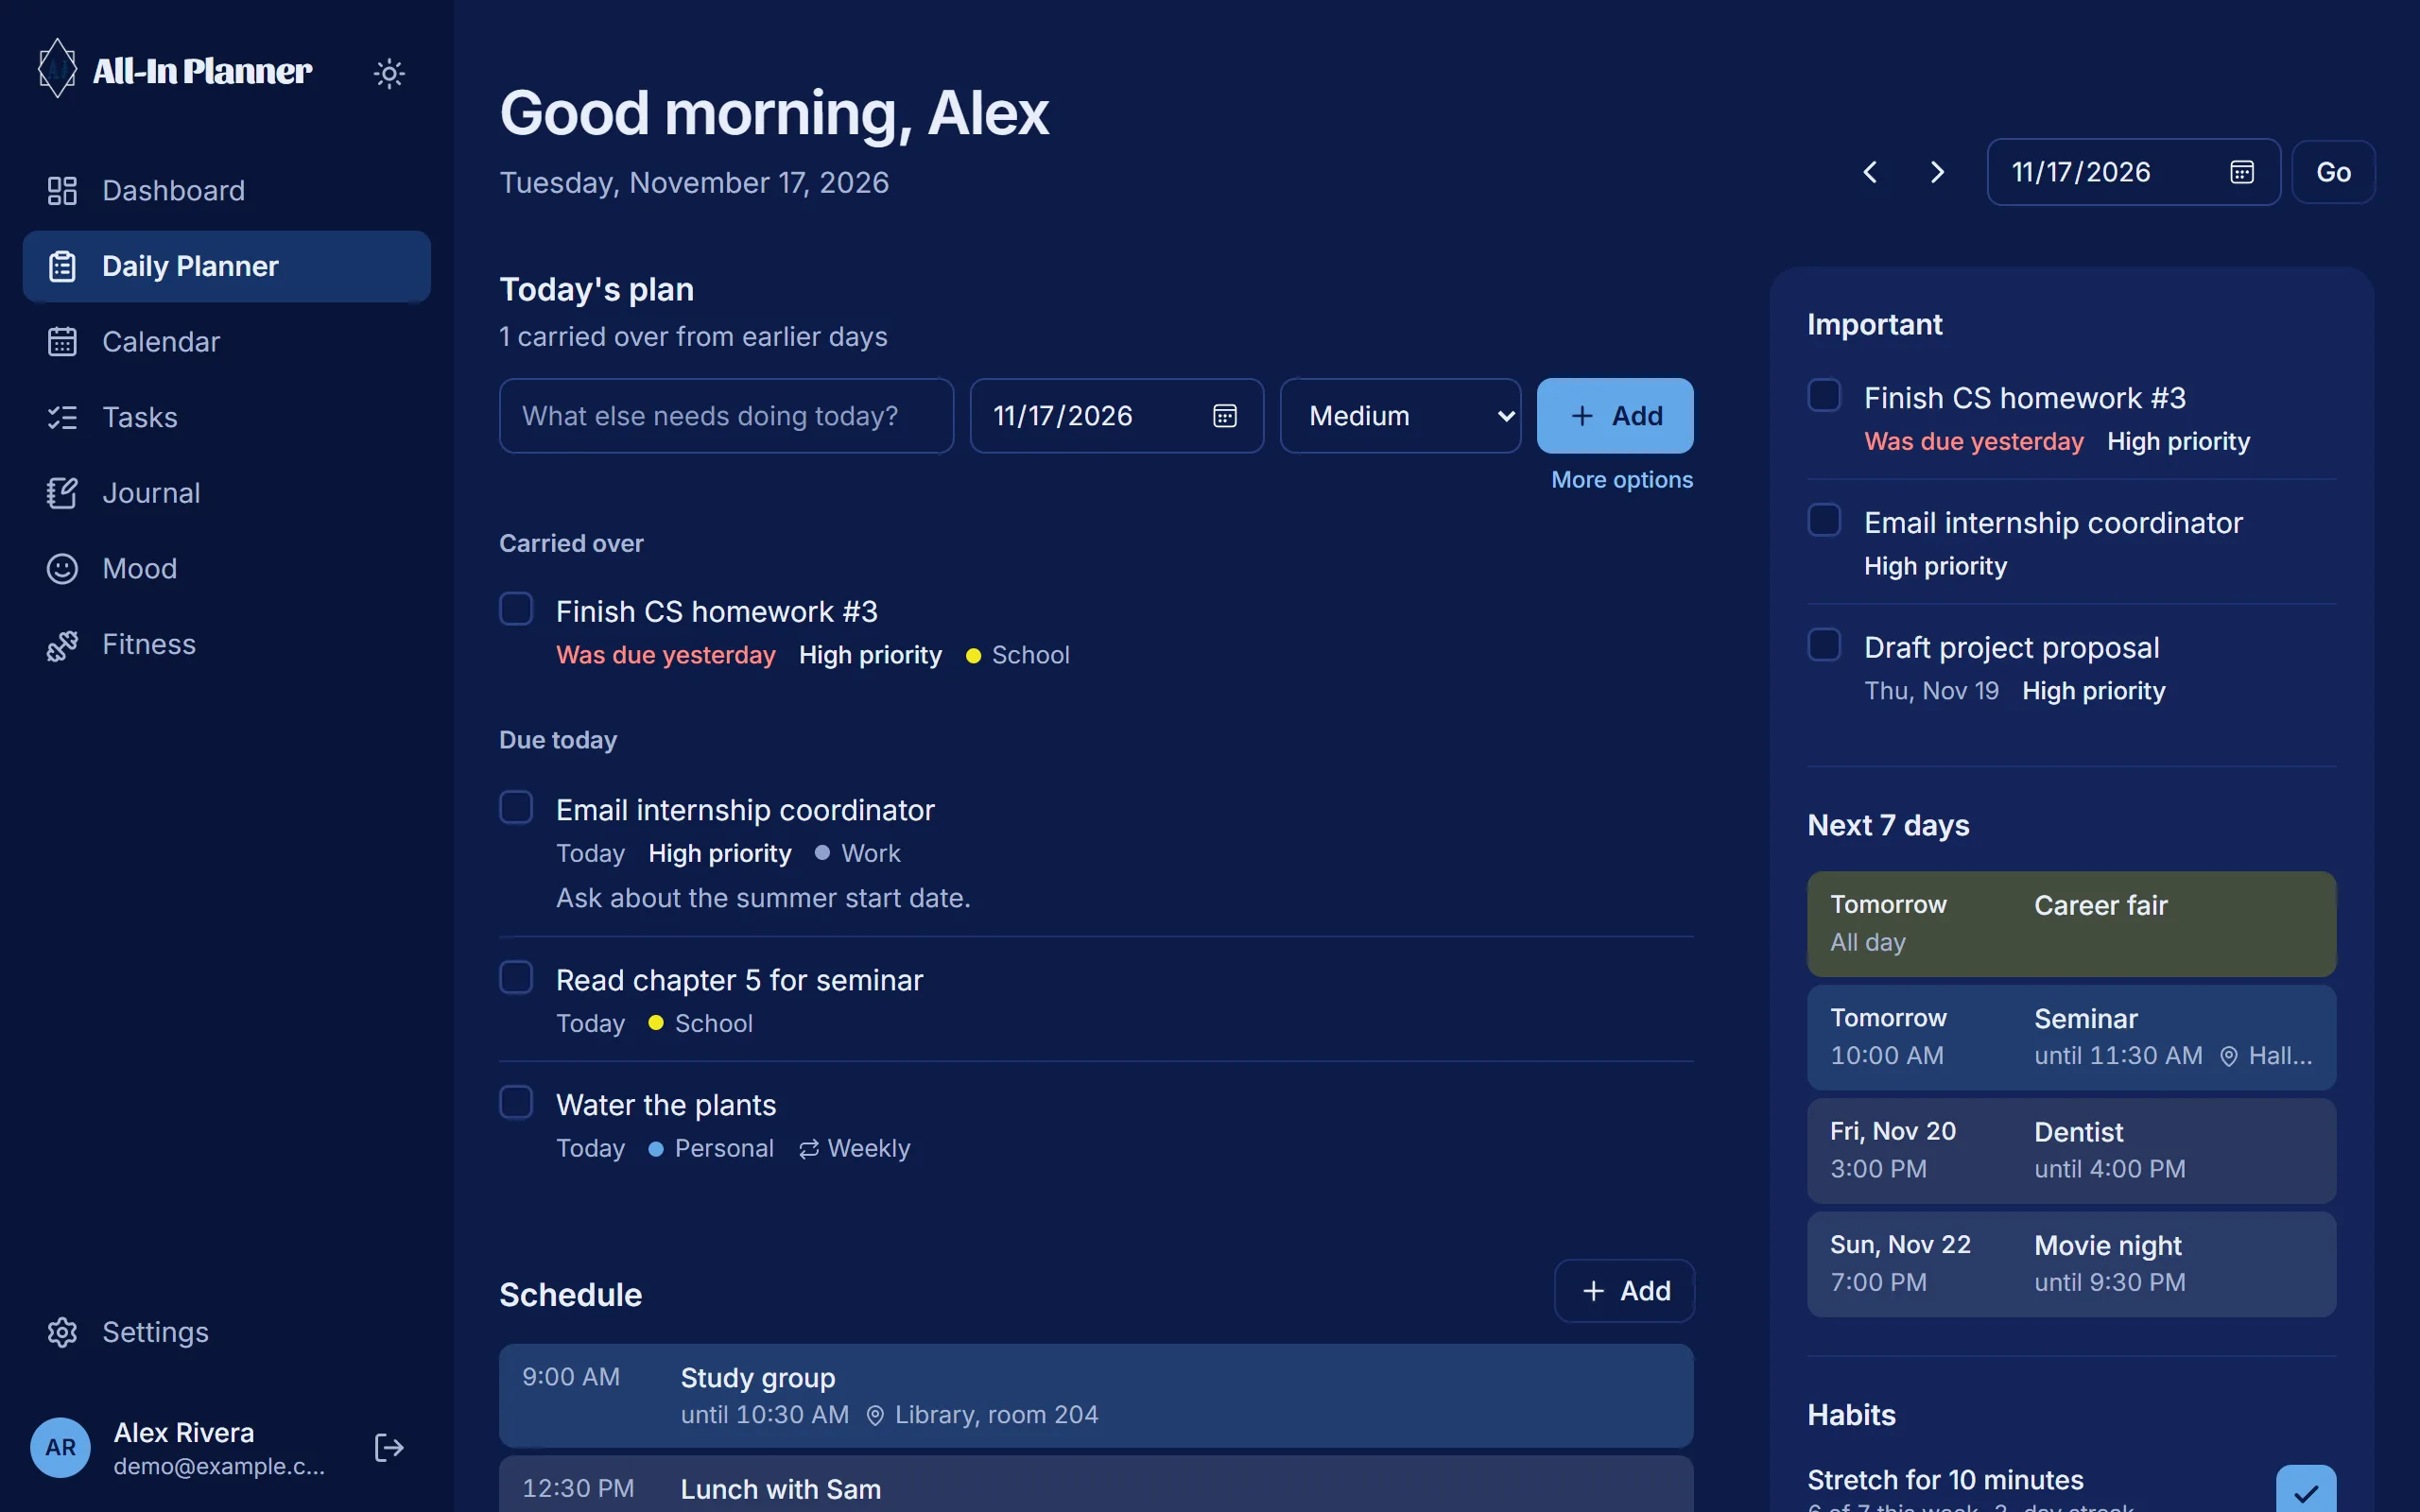 All-In Planner
Dashboard
Daily Planner
Calendar
Tasks
Journal
Mood
Fitness
Settings
AR
Alex Rivera
demo@example.c...
Good morning, Alex
Tuesday, November 17, 2026
11/17/2026
Go
Today's plan
1 carried over from earlier days
What else needs doing today?
11/17/2026
Medium
Add
More options
Carried over
Finish CS homework #3
Was due yesterday High priority School
Due today
Email internship coordinator
Today High priority Work
Ask about the summer start date.
Read chapter 5 for seminar
Today School
Water the plants
Today Personal Weekly
Schedule
Add
9:00 AM Study group
until 10:30 AM Library, room 204
12:30 PM Lunch with Sam
Important
Finish CS homework #3
Was due yesterday High priority
Email internship coordinator
High priority
Draft project proposal
Thu, Nov 19 High priority
Next 7 days
Tomorrow Career fair
All day
Tomorrow Seminar
10:00 AM until 11:30 AM Hall...
Fri, Nov 20 Dentist
3:00 PM until 4:00 PM
Sun, Nov 22 Movie night
7:00 PM until 9:30 PM
Habits
Stretch for 10 minutes